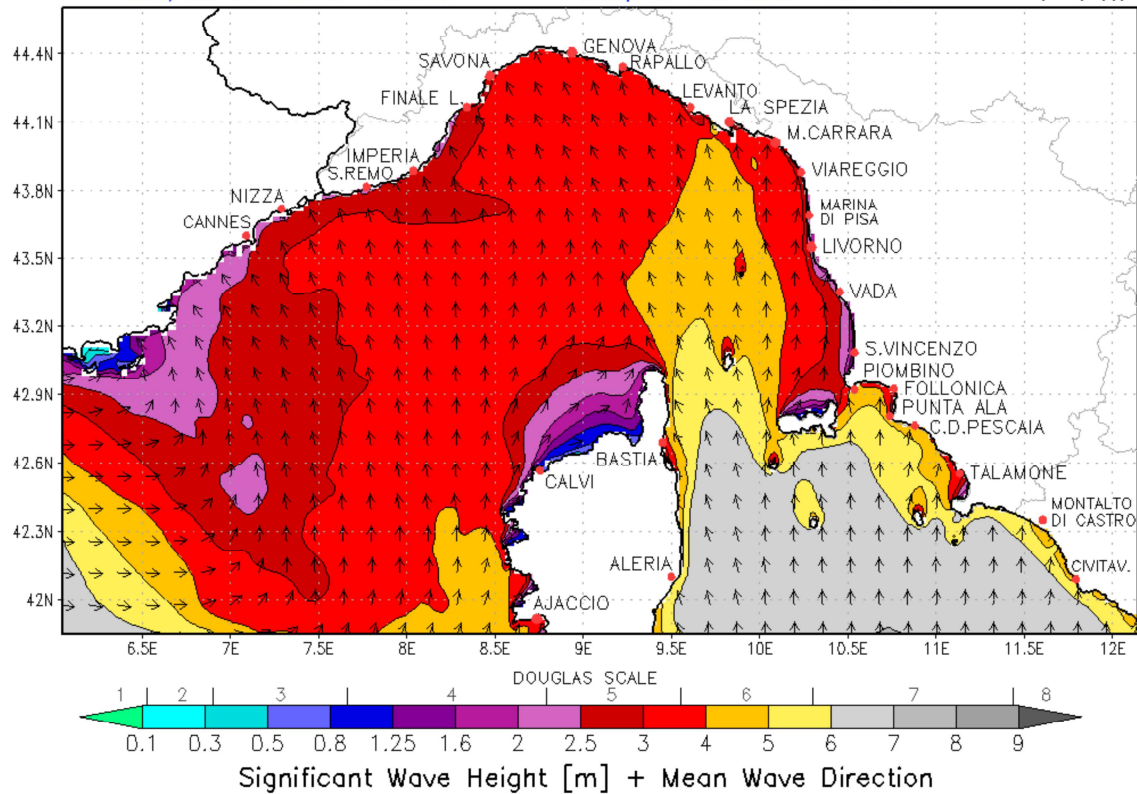 44.4N
44.1N
43.8N
43.5N
43.2N
42.9N
42.6N
42.3N
42N
GENOVA
SAVONA
RAPALLO
FINALE L.
LEVANTO
LA SPEZIA
M.CARRARA
IMPERIA
S.REMO
VIAREGGIO
NIZZA
MARINA
DI PISA
CANNES
LIVORNO
VADA
S.VINCENZO
PIOMBINO
FOLLONICA
PUNTA ALA
C.D.PESCAIA
BASTIA
CALVI
TALAMONE
MONTALTO
DI CASTRO
ALERIA
CIVITAV.
AJACCIO
6.5E 7E 7.5E 8E 8.5E 9E 9.5E 10E 10.5E 11E 11.5E 12E
DOUGLAS SCALE
1 2 3 4 5 6 7 8
0.1 0.3 0.5 0.8 1.25 1.6 2 2.5 3 4 5 6 7 8 9
Significant Wave Height [m] + Mean Wave Direction